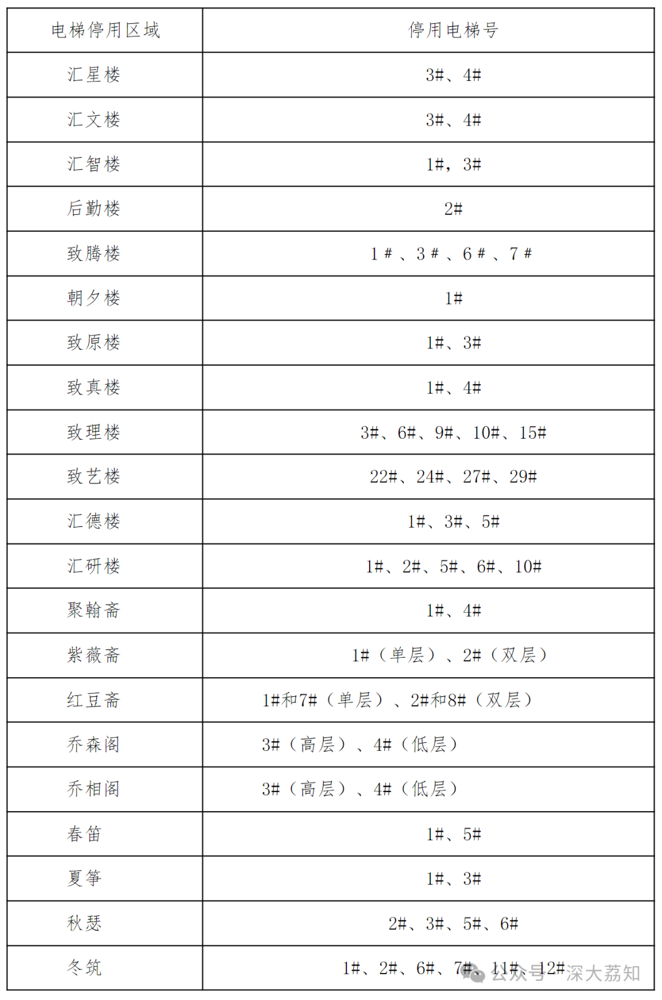 电梯停用区域 停用电梯号
汇星楼 3#、4#
汇文楼 3#、4#
汇智楼 1#，3#
后勤楼 2#
致腾楼 1＃、3＃、6＃、7＃
朝夕楼 1#
致原楼 1#、3#
致真楼 1#、4#
致理楼 3#、6#、9#、10#、15#
致艺楼 22#、24#、27#、29#
汇德楼 1#、3#、5#
汇研楼 1#、2#、5#、6#、10#
聚翰斋 1#、4#
紫薇斋 1#（单层）、2#（双层）
红豆斋 1#和7#（单层）、2#和8#（双层）
乔森阁 3#（高层）、4#（低层）
乔相阁 3#（高层）、4#（低层）
春笛 1#、5#
夏筝 1#、3#
秋瑟 2#、3#、5#、6#
冬筑 1#、2#、6#、7#、11#、12#
公众号·深大荔知